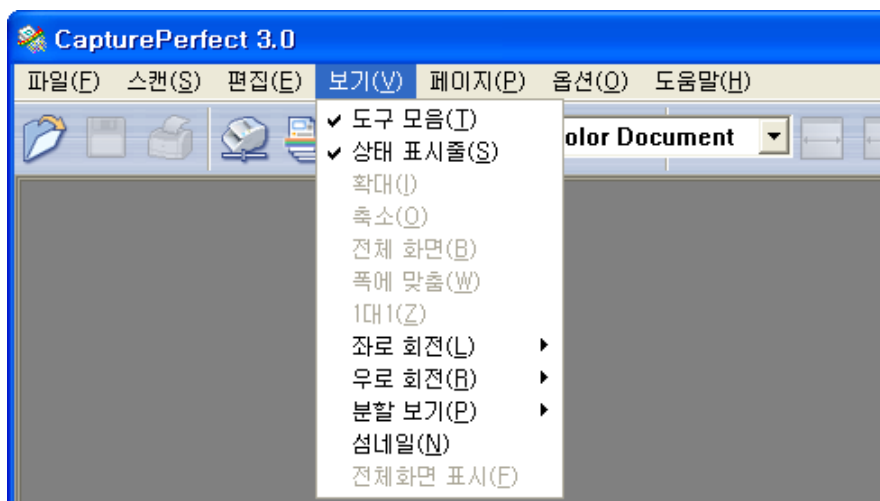 CapturePerfect 3.0
파일(F) 스캔(S) 편집(E) 보기(V) 페이지(P) 옵션(O) 도움말(H)
olor Document
도구 모음(T)
상태 표시줄(S)
확대(I)
축소(O)
전체 화면(B)
폭에 맞춤(W)
1대1(Z)
좌로 회전(L)
우로 회전(R)
분할 보기(P)
섬네일(N)
전체화면 표시(F)